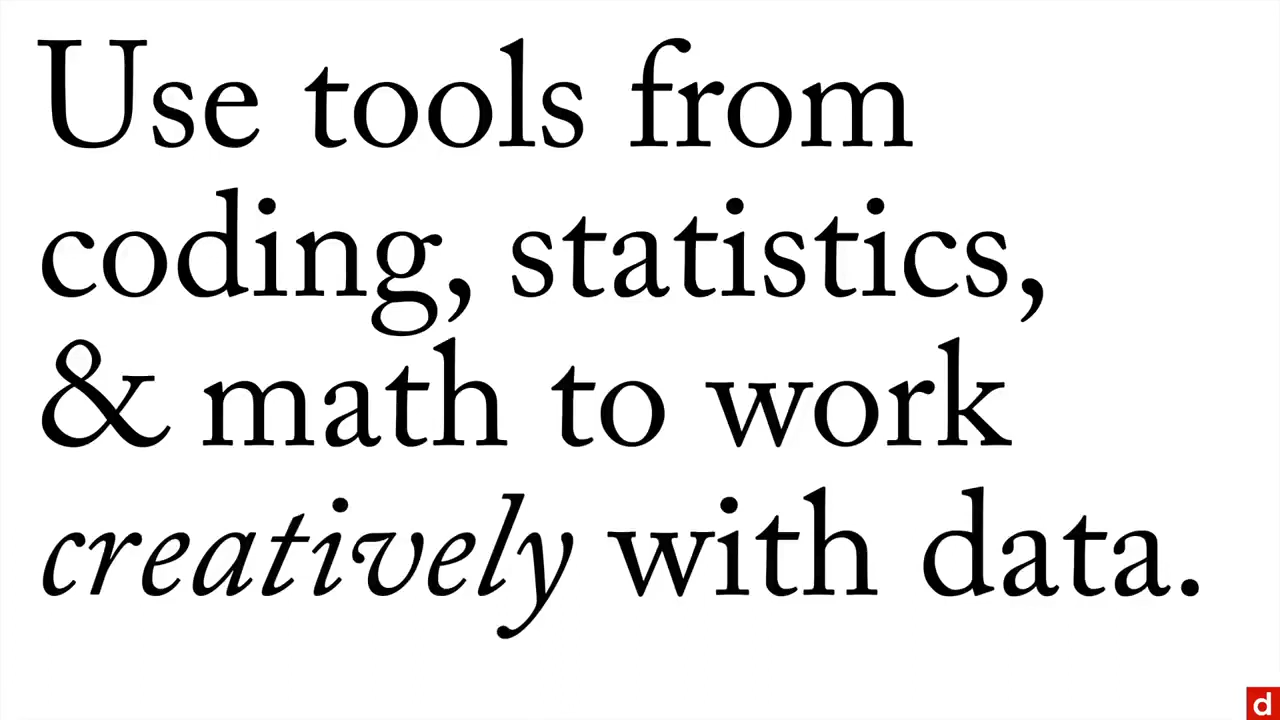 Use tools from
coding, statistics,
& math to work
creatively with data.
d